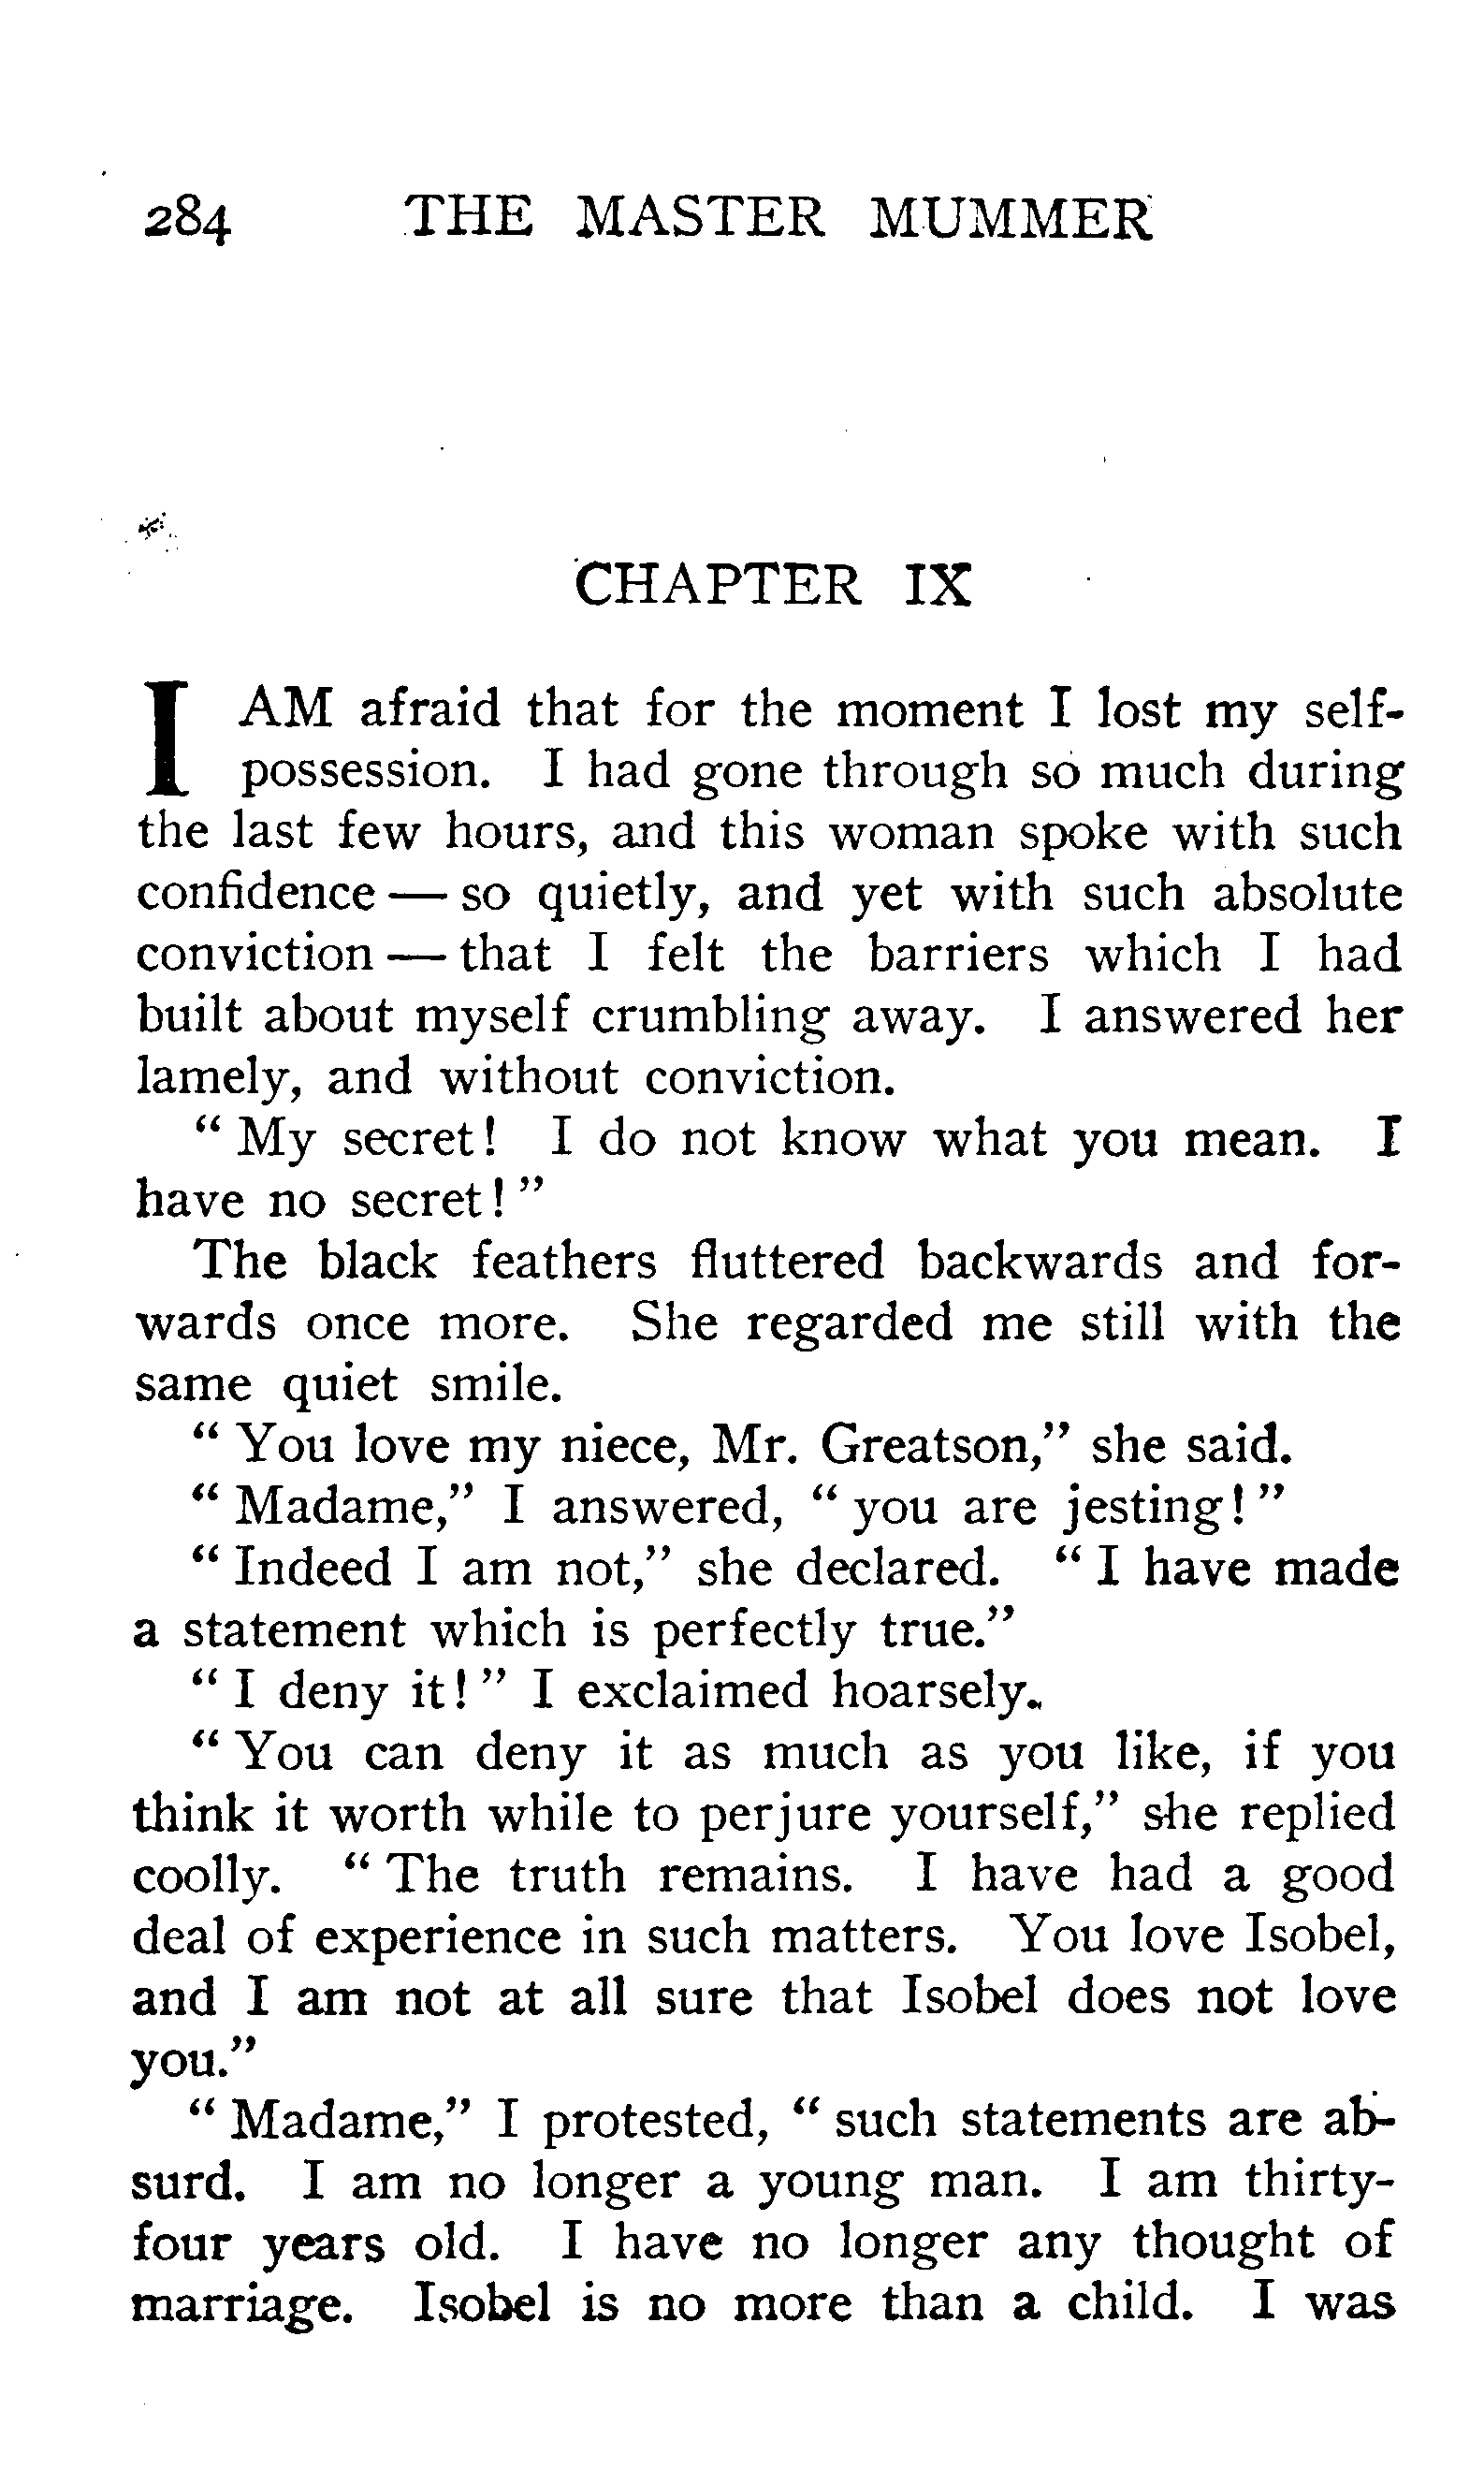 284 THE MASTER MUMMER
CHAPTER IX
I AM afraid that for the moment I lost my self-
possession. I had gone through so much during
the last few hours, and this woman spoke with such
confidence — so quietly, and yet with such absolute
conviction — that I felt the barriers which I had
built about myself crumbling away. I answered her
lamely, and without conviction.
“ My secret! I do not know what you mean. I
have no secret! ”
The black feathers fluttered backwards and for-
wards once more. She regarded me still with the
same quiet smile.
“ You love my niece, Mr. Greatson,” she said.
“ Madame,” I answered, “ you are jesting! ”
“ Indeed I am not,” she declared. “ I have made
a statement which is perfectly true.”
“ I deny it! ” I exclaimed hoarsely.
“ You can deny it as much as you like, if you
think it worth while to perjure yourself,” she replied
coolly. “ The truth remains. I have had a good
deal of experience in such matters. You love Isobel,
and I am not at all sure that Isobel does not love
you.”
“ Madame,” I protested, “ such statements are ab-
surd. I am no longer a young man. I am thirty-
four years old. I have no longer any thought of
marriage. Isobel is no more than a child. I was